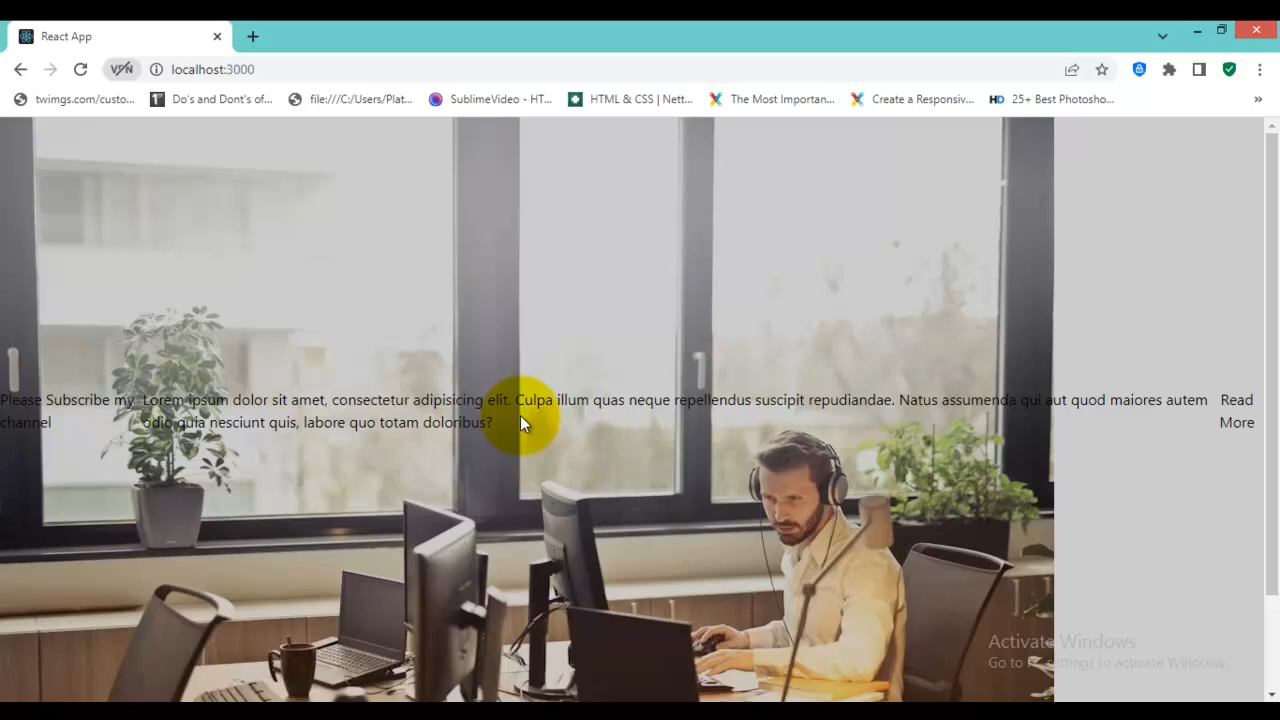 React App
VPN
localhost:3000
twimgs.com/custo...
Do's and Dont's of...
file:///C:/Users/Plat...
SublimeVideo - HT...
HTML & CSS | Nett...
The Most Importan...
Create a Responsiv...
HD 25+ Best Photosho...
»
Please Subscribe my
channel
Lorem ipsum dolor sit amet, consectetur adipisicing elit. Culpa illum quas neque repellendus suscipit repudiandae. Natus assumenda qui aut quod maiores autem
odio quia nesciunt quis, labore quo totam doloribus?
Read
More
Activate Windows
Go to PC settings to activate Windows.